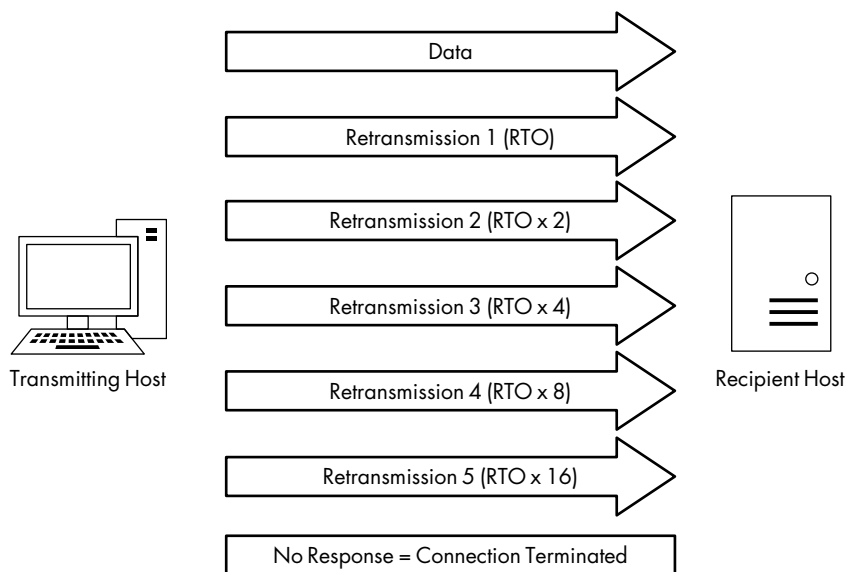 Data
Retransmission 1 (RTO)
Retransmission 2 (RTO x 2)
Retransmission 3 (RTO x 4)
Retransmission 4 (RTO x 8)
Retransmission 5 (RTO x 16)
Transmitting Host
Recipient Host
No Response = Connection Terminated